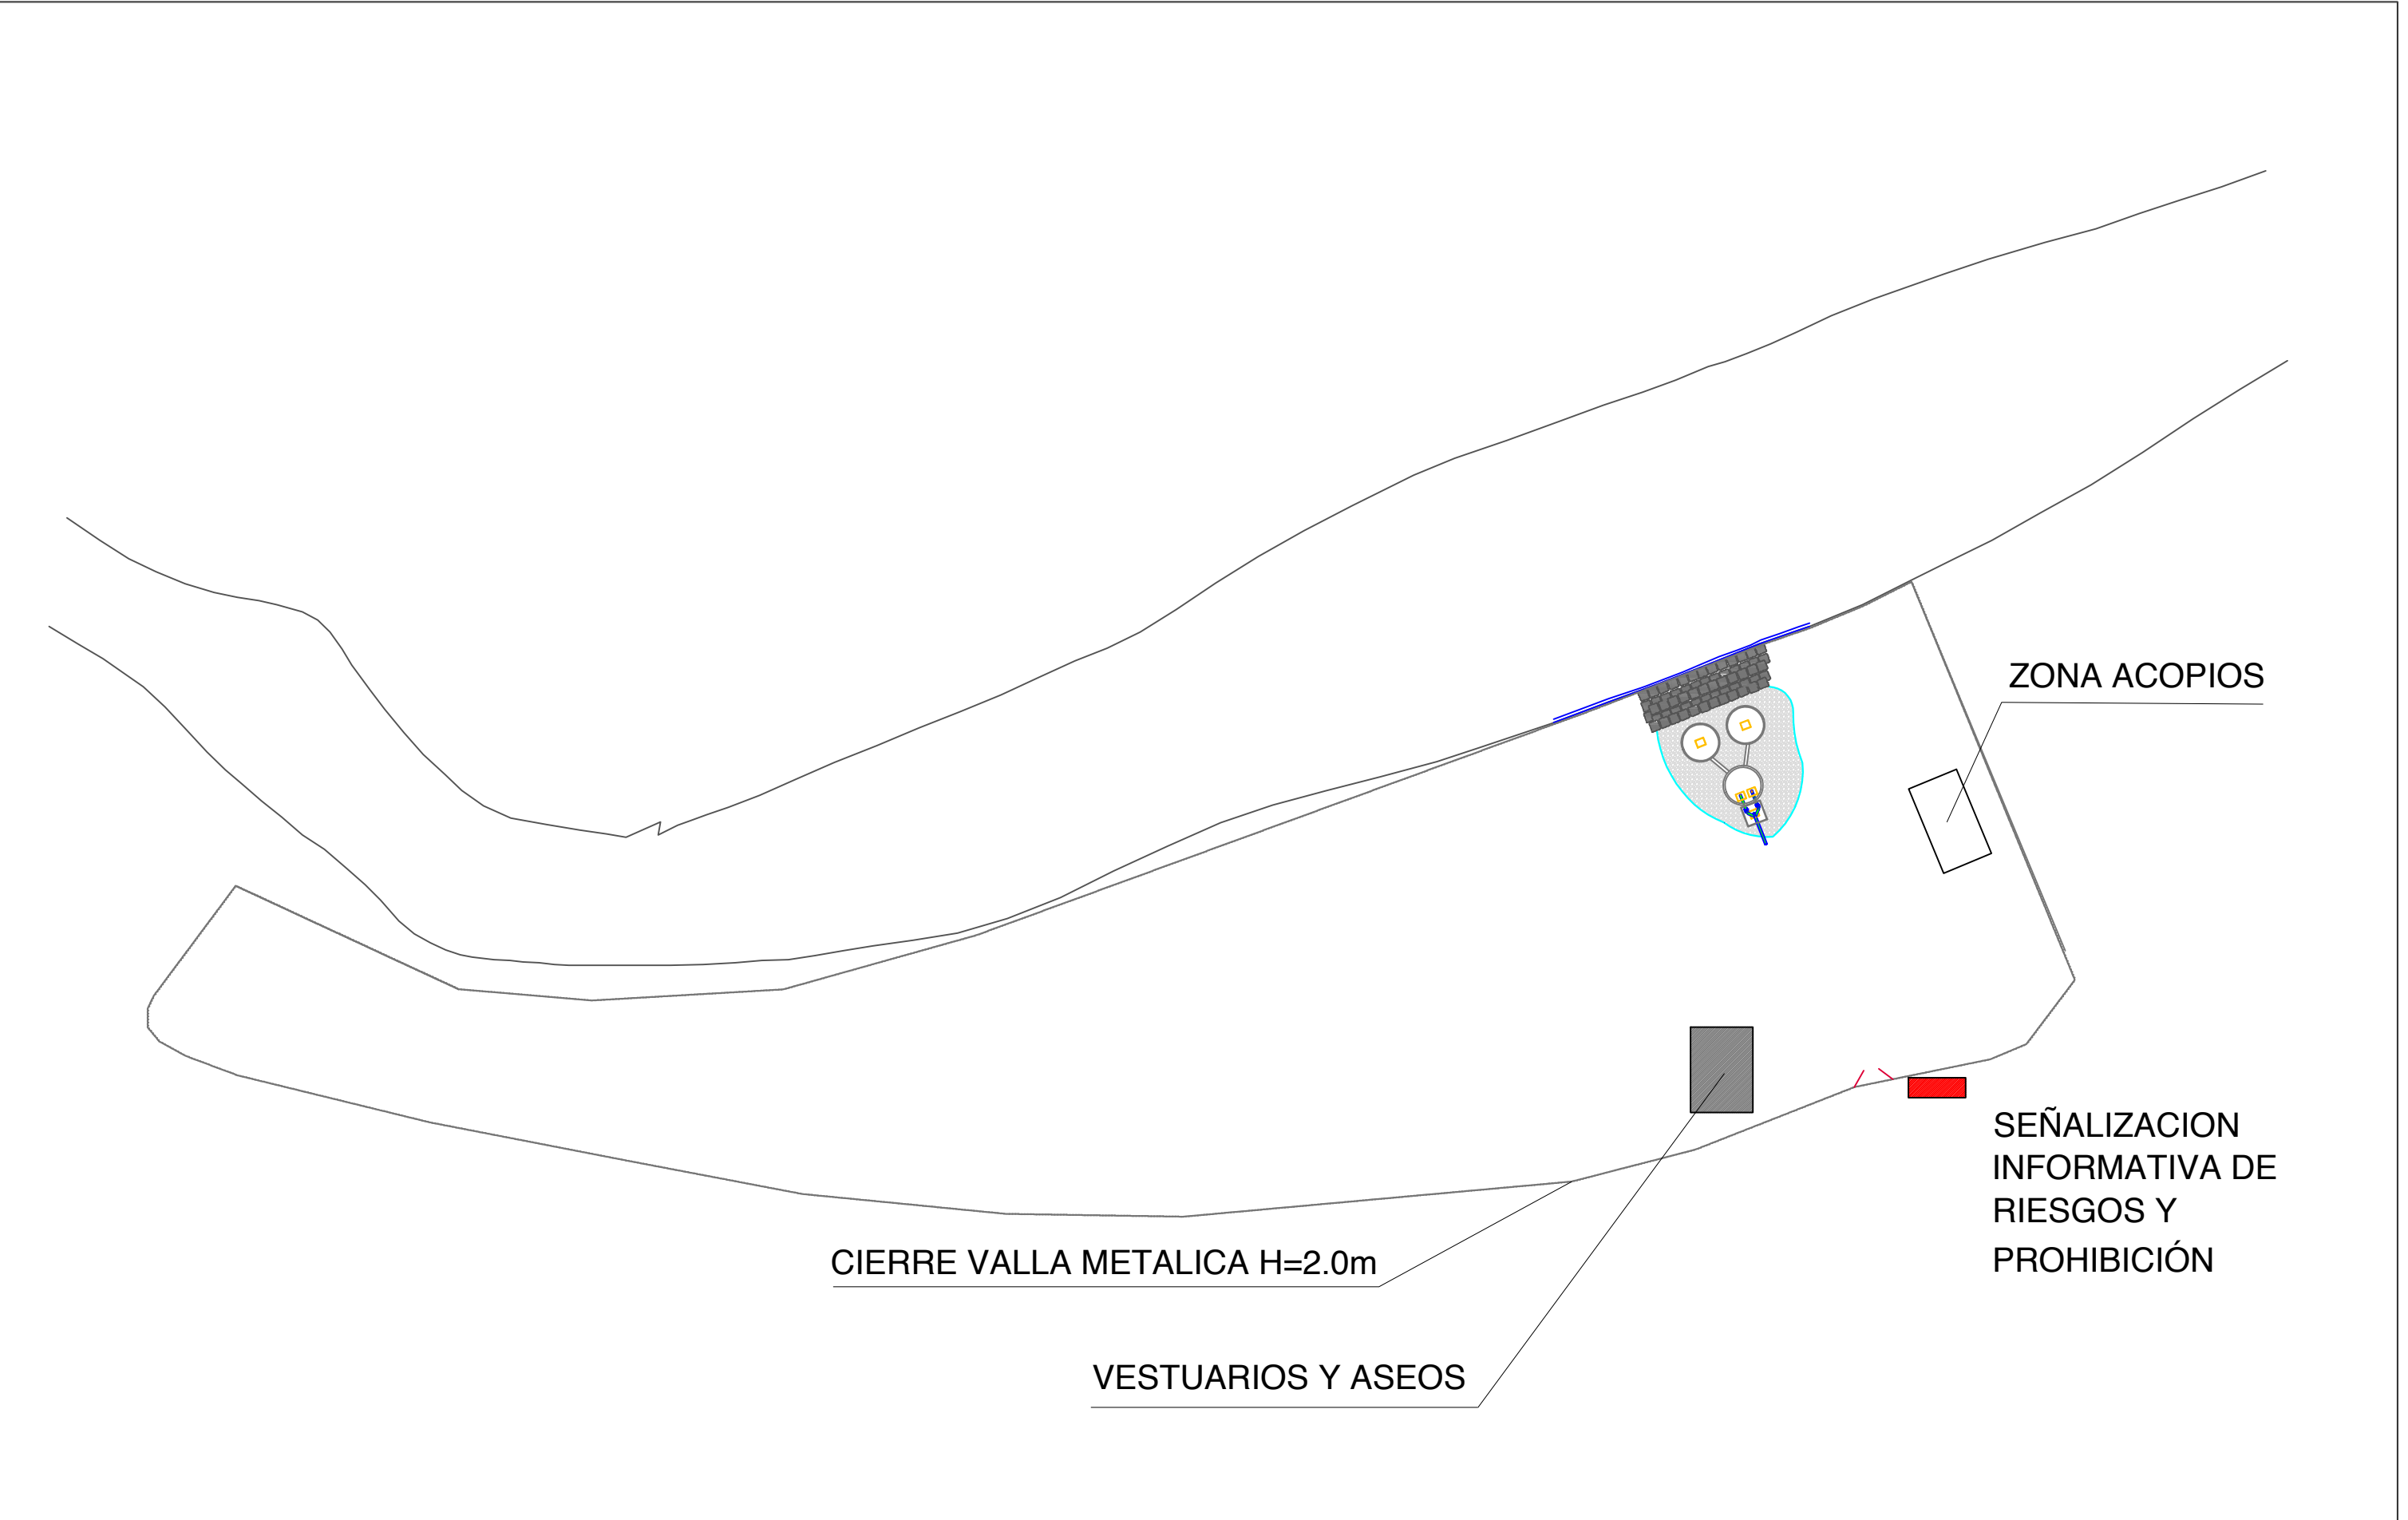 ZONA ACOPIOS
SEÑALIZACION
INFORMATIVA DE
RIESGOS Y
PROHIBICIÓN
CIERRE VALLA METALICA H=2.0m
VESTUARIOS Y ASEOS